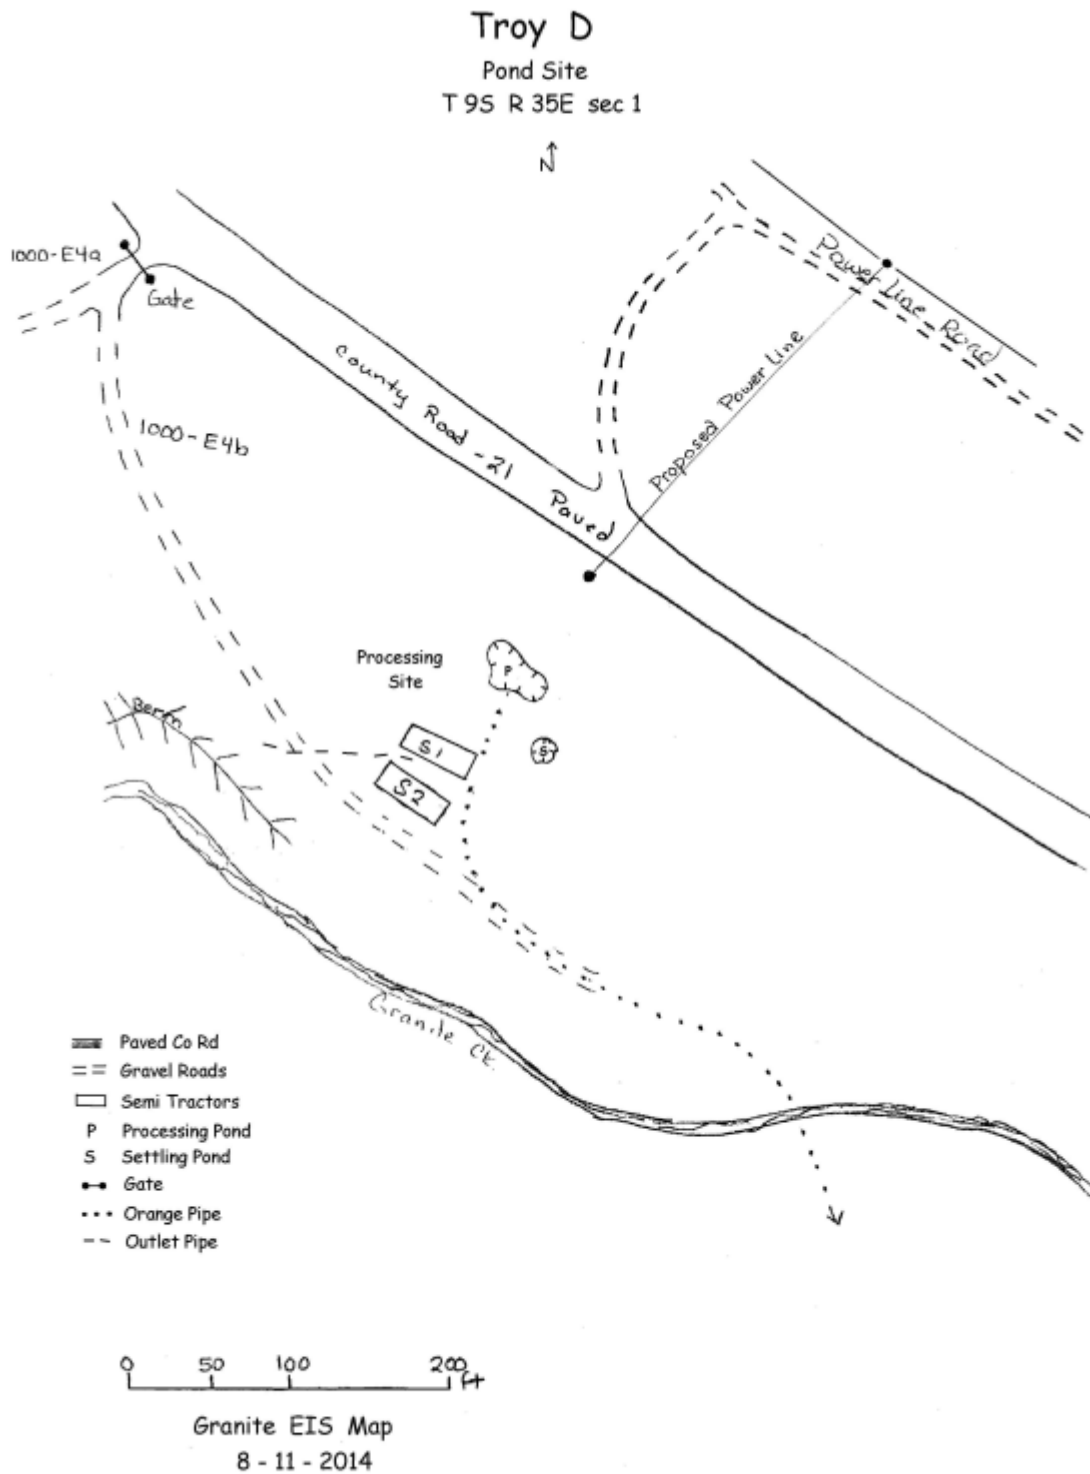 Troy D
Pond Site
T 9S R 35E sec 1
N
1000-E4a
Gate
Power Line Road
County Road - 21 Paved
Proposed Power Line
1000-E4b
Processing
Site
P
Berm
S1
S
S2
Granite Ck.
Paved Co Rd
Gravel Roads
Semi Tractors
P Processing Pond
S Settling Pond
Gate
Orange Pipe
Outlet Pipe
0 50 100 200 ft
Granite EIS Map
8 - 11 - 2014